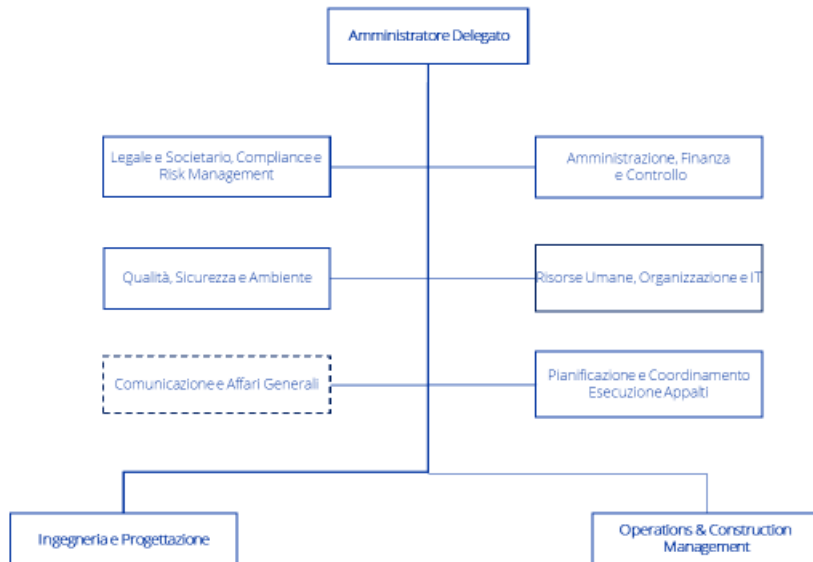 Amministratore Delegato
Legale e Societario, Compliance e
Risk Management
Amministrazione, Finanza
e Controllo
Qualità, Sicurezza e Ambiente
Risorse Umane, Organizzazione e IT
Comunicazione e Affari Generali
Pianificazione e Coordinamento
Esecuzione Appalti
Ingegneria e Progettazione
Operations & Construction
Management